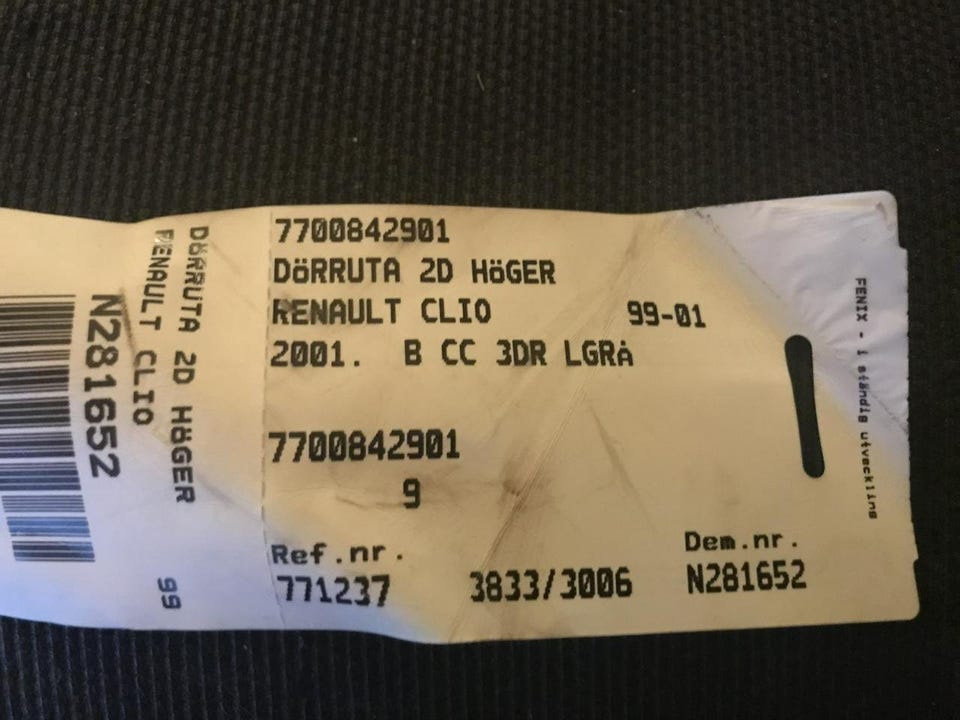 7700842901
DöRRUTA 2D HöGER
RENAULT CLIO 99-01
2001. B CC 3DR LGRÅ
7700842901
9
Ref.nr. Dem.nr.
771237 3833/3006 N281652
DöRRUTA 2D HöGER
RENAULT CLIO 99
N281652
FENIX - i ständig utveckling